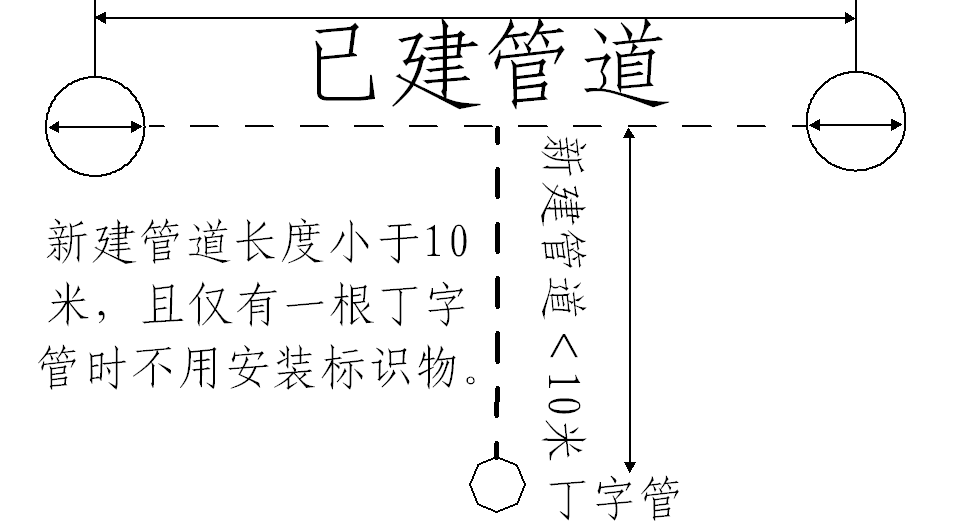 已建管道
新建管道<10米
新建管道长度小于10
米，且仅有一根丁字
管时不用安装标识物。
丁字管